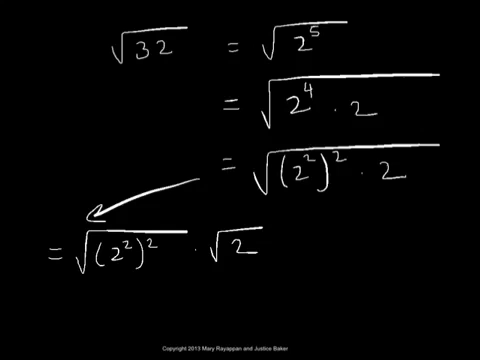 √32 = √2⁵
= √2⁴ · 2
= √(2²)² · 2
= √(2²)² · √2
Copyright 2013 Mary Rayappan and Justice Baker